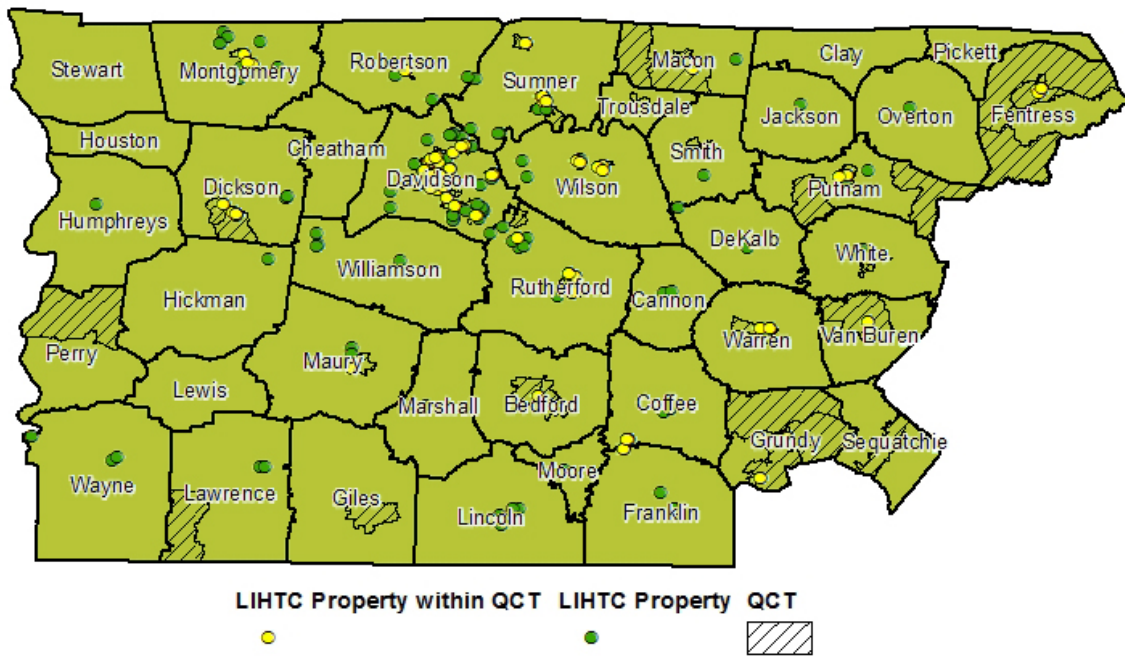 Stewart
Montgomery
Robertson
Sumner
Macon
Clay
Pickett
Trousdale
Jackson
Overton
Fentress
Houston
Cheatham
Smith
Dickson
Davidson
Wilson
Putnam
Humphreys
DeKalb
White
Williamson
Hickman
Rutherford
Cannon
Warren
Van Buren
Perry
Maury
Lewis
Marshall
Bedford
Coffee
Grundy
Sequatchie
Moore
Wayne
Lawrence
Giles
Lincoln
Franklin
LIHTC Property within QCT LIHTC Property QCT